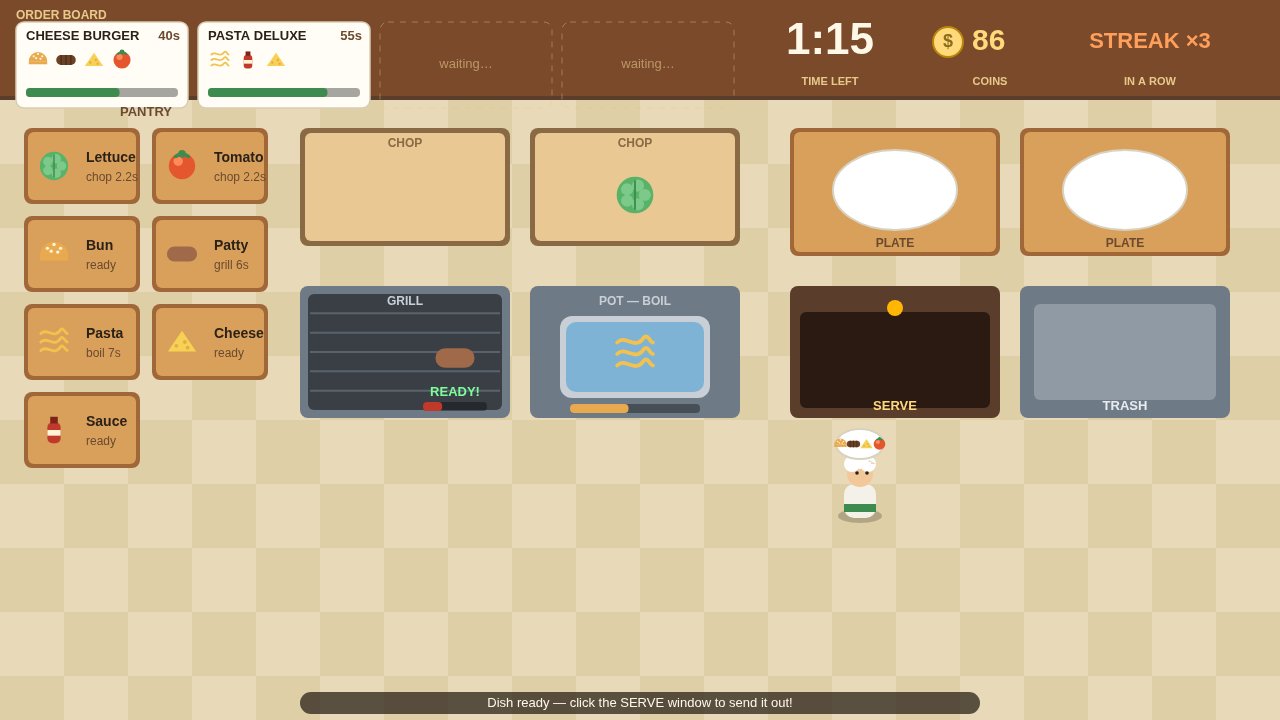 ORDER BOARD
CHEESE BURGER 40s
PASTA DELUXE 55s
waiting…
waiting…
1:15
TIME LEFT
$ 86
COINS
STREAK ×3
IN A ROW
PANTRY
Lettuce
chop 2.2s
Tomato
chop 2.2s
Bun
ready
Patty
grill 6s
Pasta
boil 7s
Cheese
ready
Sauce
ready
CHOP
CHOP
PLATE
PLATE
GRILL
READY!
POT — BOIL
SERVE
TRASH
Dish ready — click the SERVE window to send it out!